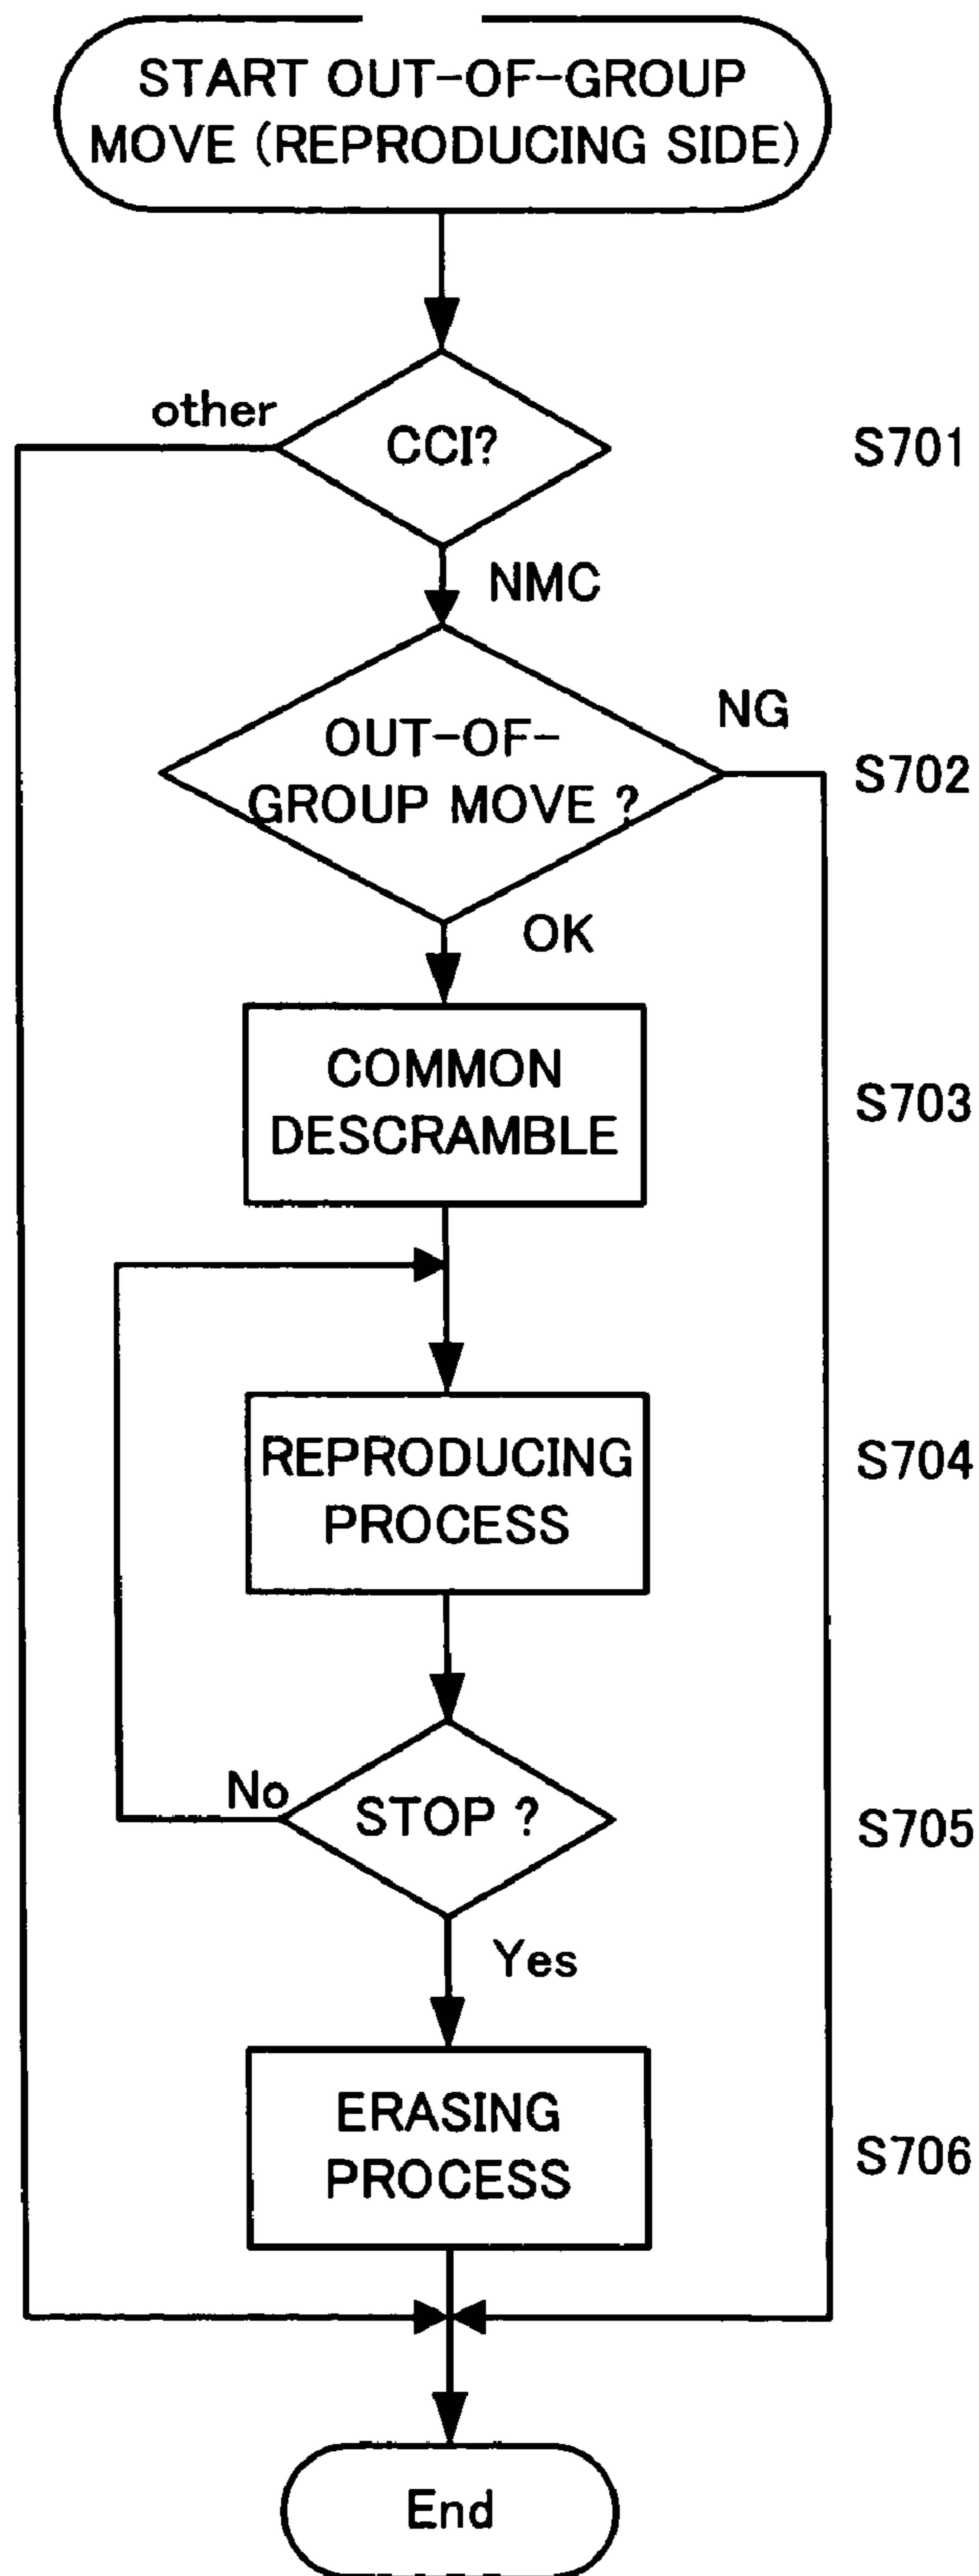 START OUT-OF-GROUP
MOVE (REPRODUCING SIDE)
other
CCI?
S701
NMC
NG
OUT-OF-
GROUP MOVE ?
S702
OK
COMMON
DESCRAMBLE
S703
REPRODUCING
PROCESS
S704
No
STOP ?
S705
Yes
ERASING
PROCESS
S706
End